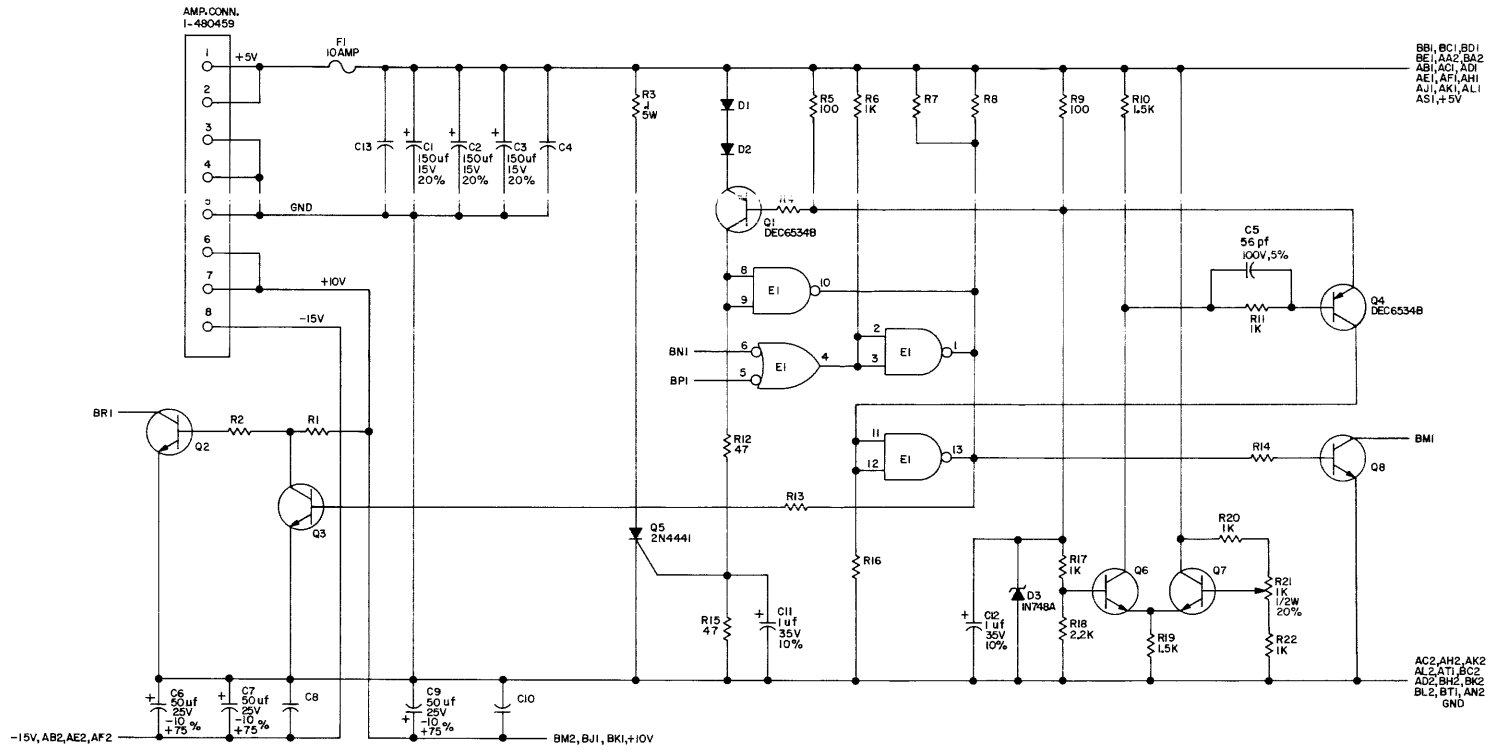 AMP. CONN.
1-480459
1
2
3
4
5
6
7
8
+5V
F1
10AMP
GND
+10V
-15V
C13
+
C1
150uf
15V
20%
+
C2
150uf
15V
20%
+
C3
150uf
15V
20%
C4
R3
.1
5W
D1
D2
R5
100
R6
1K
R7
R8
R9
100
R10
1.5K
BB1, BC1, BD1
BE1, AA2, BA2
AB1, AC1, AD1
AE1, AF1, AH1
AJ1, AK1, AL1
AS1, +5V
R4
Q1
DEC6534B
C5
56 pf
100V, 5%
R11
1K
Q4
DEC6534B
8
9
E1
10
BN1
6
BP1
5
E1
4
2
3
E1
1
BR1
Q2
R2
R1
Q3
R12
47
11
12
E1
13
R14
BM1
Q8
R13
Q5
2N4441
R16
R15
47
+
C11
1uf
35V
10%
+
C12
1uf
35V
10%
D3
1N748A
R17
1K
R18
2.2K
Q6
Q7
R19
1.5K
R20
1K
R21
1K
1/2W
20%
R22
1K
+
C6
50uf
25V
-10
+75 %
+
C7
50uf
25V
-10
+75 %
C8
C9
50uf
25V
-10
+75 %
+
C10
AC2, AH2, AK2
AL2, AT1, BC2
AD2, BH2, BK2
BL2, BT1, AN2
GND
-15V, AB2, AE2, AF2
BM2, BJ1, BK1, +10V